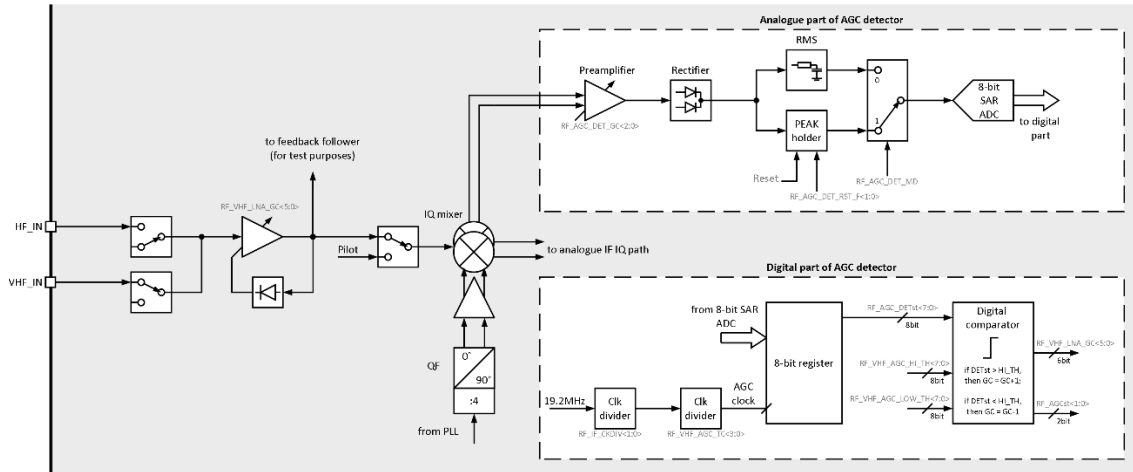 Analogue part of AGC detector
RMS
Preamplifier
Rectifier
0
8-bit
SAR
ADC
RF_AGC_DET_GC<2:0>
PEAK
holder
1
to digital
part
to feedback follower
(for test purposes)
Reset
RF_AGC_DET_MD
RF_AGC_DET_RST_F<1:0>
RF_VHF_LNA_GC<5:0>
IQ mixer
HF_IN
Pilot
to analogue IF IQ path
VHF_IN
Digital part of AGC detector
from 8-bit SAR
ADC
RF_AGC_DETst<7:0>
8bit
Digital
comparator
8-bit register
RF_VHF_LNA_GC<5:0>
6bit
RF_VHF_AGC_HI_TH<7:0>
8bit
if DETst > HI_TH,
then GC = GC+1;
QF
0°
90°
:4
AGC
clock
19.2MHz
Clk
divider
Clk
divider
RF_VHF_AGC_LOW_TH<7:0>
8bit
if DETst < HI_TH,
then GC = GC-1
RF_AGCst<1:0>
2bit
RF_IF_CKDIV<1:0>
RF_VHF_AGC_TC<3:0>
from PLL